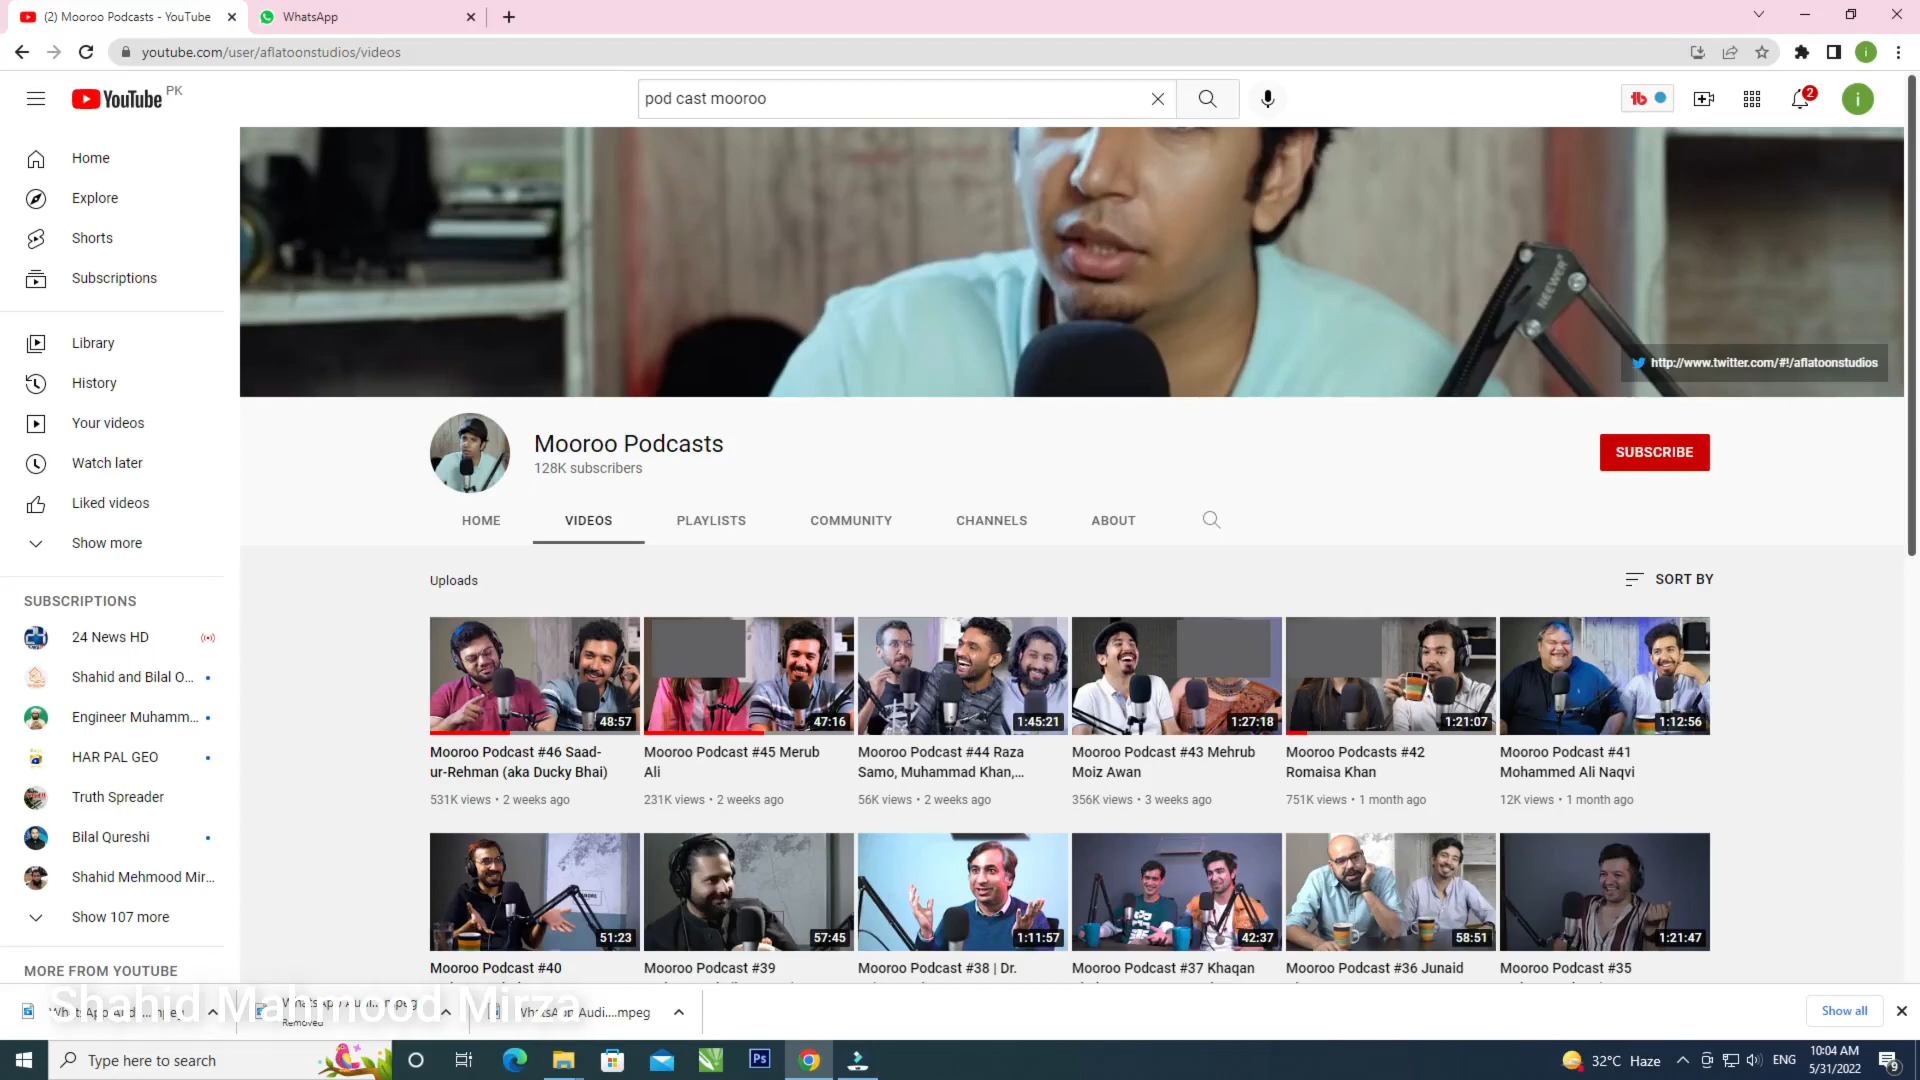 (2) Mooroo Podcasts - YouTube
WhatsApp
youtube.com/user/aflatoonstudios/videos
YouTube PK
pod cast mooroo
2
i
Home
Explore
Shorts
Subscriptions
Library
History
Your videos
Watch later
Liked videos
Show more
SUBSCRIPTIONS
24 News HD
Shahid and Bilal O...
Engineer Muhamm...
HAR PAL GEO
Truth Spreader
Bilal Qureshi
Shahid Mehmood Mir...
Show 107 more
MORE FROM YOUTUBE
NEEWER
http://www.twitter.com/#!/aflatoonstudios
Mooroo Podcasts
128K subscribers
SUBSCRIBE
HOME VIDEOS PLAYLISTS COMMUNITY CHANNELS ABOUT
Uploads
SORT BY
48:57
Mooroo Podcast #46 Saad-
ur-Rehman (aka Ducky Bhai)
531K views • 2 weeks ago
47:16
Mooroo Podcast #45 Merub
Ali
231K views • 2 weeks ago
1:45:21
Mooroo Podcast #44 Raza
Samo, Muhammad Khan,...
56K views • 2 weeks ago
1:27:18
Mooroo Podcast #43 Mehrub
Moiz Awan
356K views • 3 weeks ago
1:21:07
Mooroo Podcasts #42
Romaisa Khan
751K views • 1 month ago
1:12:56
Mooroo Podcast #41
Mohammed Ali Naqvi
12K views • 1 month ago
51:23
Mooroo Podcast #40
57:45
Mooroo Podcast #39
1:11:57
Mooroo Podcast #38 | Dr.
42:37
Mooroo Podcast #37 Khaqan
58:51
Mooroo Podcast #36 Junaid
1:21:47
Mooroo Podcast #35
Shahid Mahmood Mirza
WhatsApp Audi....mpeg
WhatsApp Audi....mpeg
Removed
WhatsApp Audi....mpeg
Show all
Type here to search
Ps
32°C Haze
ENG
10:04 AM
5/31/2022
9